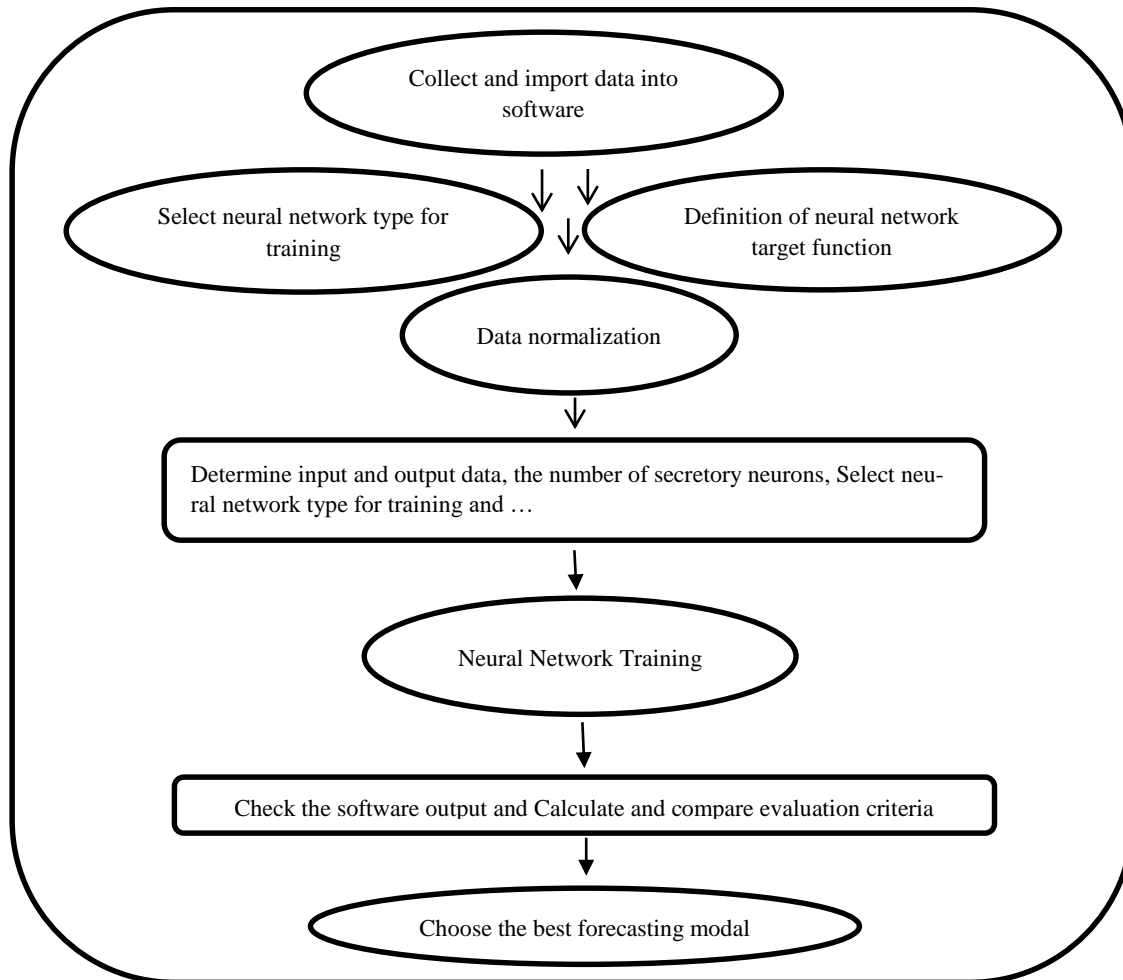 Collect and import data into
software
Select neural network type for
training
Definition of neural network
target function
Data normalization
Determine input and output data, the number of secretory neurons, Select neu-
ral network type for training and …
Neural Network Training
Check the software output and Calculate and compare evaluation criteria
Choose the best forecasting modal